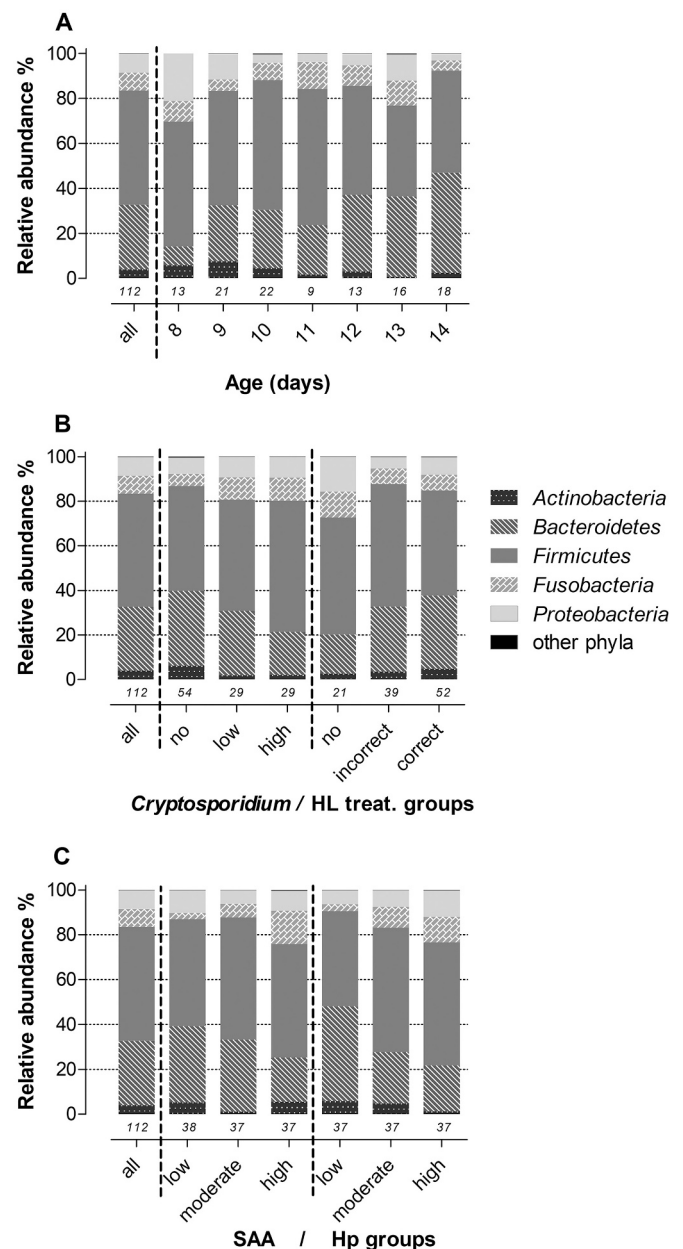 A
Relative abundance %
100
80
60
40
20
0
112 13 21 22 9 13 16 18
all 8 9 10 11 12 13 14
Age (days)
B
Relative abundance %
100
80
60
40
20
0
112 54 29 29 21 39 52
all no low high no incorrect correct
Cryptosporidium / HL treat. groups
Actinobacteria
Bacteroidetes
Firmicutes
Fusobacteria
Proteobacteria
other phyla
C
Relative abundance %
100
80
60
40
20
0
112 38 37 37 37 37 37
all low moderate high low moderate high
SAA / Hp groups